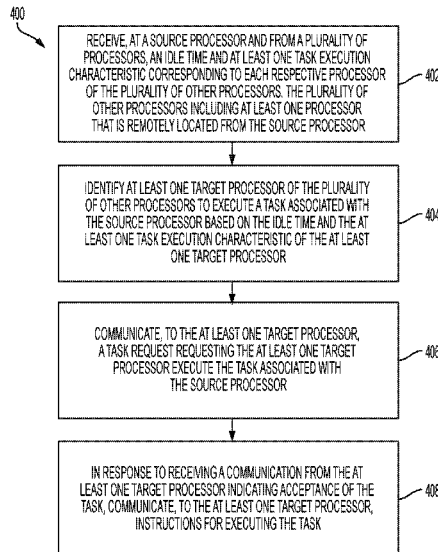 400
RECEIVE, AT A SOURCE PROCESSOR AND FROM A PLURALITY OF
PROCESSORS, AN IDLE TIME AND AT LEAST ONE TASK EXECUTION
CHARACTERISTIC CORRESPONDING TO EACH RESPECTIVE PROCESSOR
OF THE PLURALITY OF OTHER PROCESSORS. THE PLURALITY OF
OTHER PROCESSORS INCLUDING AT LEAST ONE PROCESSOR
THAT IS REMOTELY LOCATED FROM THE SOURCE PROCESSOR
402
IDENTIFY AT LEAST ONE TARGET PROCESSOR OF THE PLURALITY
OF OTHER PROCESSORS TO EXECUTE A TASK ASSOCIATED WITH
THE SOURCE PROCESSOR BASED ON THE IDLE TIME AND THE AT
LEAST ONE TASK EXECUTION CHARACTERISTIC OF THE AT LEAST
ONE TARGET PROCESSOR
404
COMMUNICATE, TO THE AT LEAST ONE TARGET PROCESSOR,
A TASK REQUEST REQUESTING THE AT LEAST ONE TARGET
PROCESSOR EXECUTE THE TASK ASSOCIATED WITH
THE SOURCE PROCESSOR
406
IN RESPONSE TO RECEIVING A COMMUNICATION FROM THE AT
LEAST ONE TARGET PROCESSOR INDICATING ACCEPTANCE OF THE
TASK, COMMUNICATE, TO THE AT LEAST ONE TARGET PROCESSOR,
INSTRUCTIONS FOR EXECUTING THE TASK
408